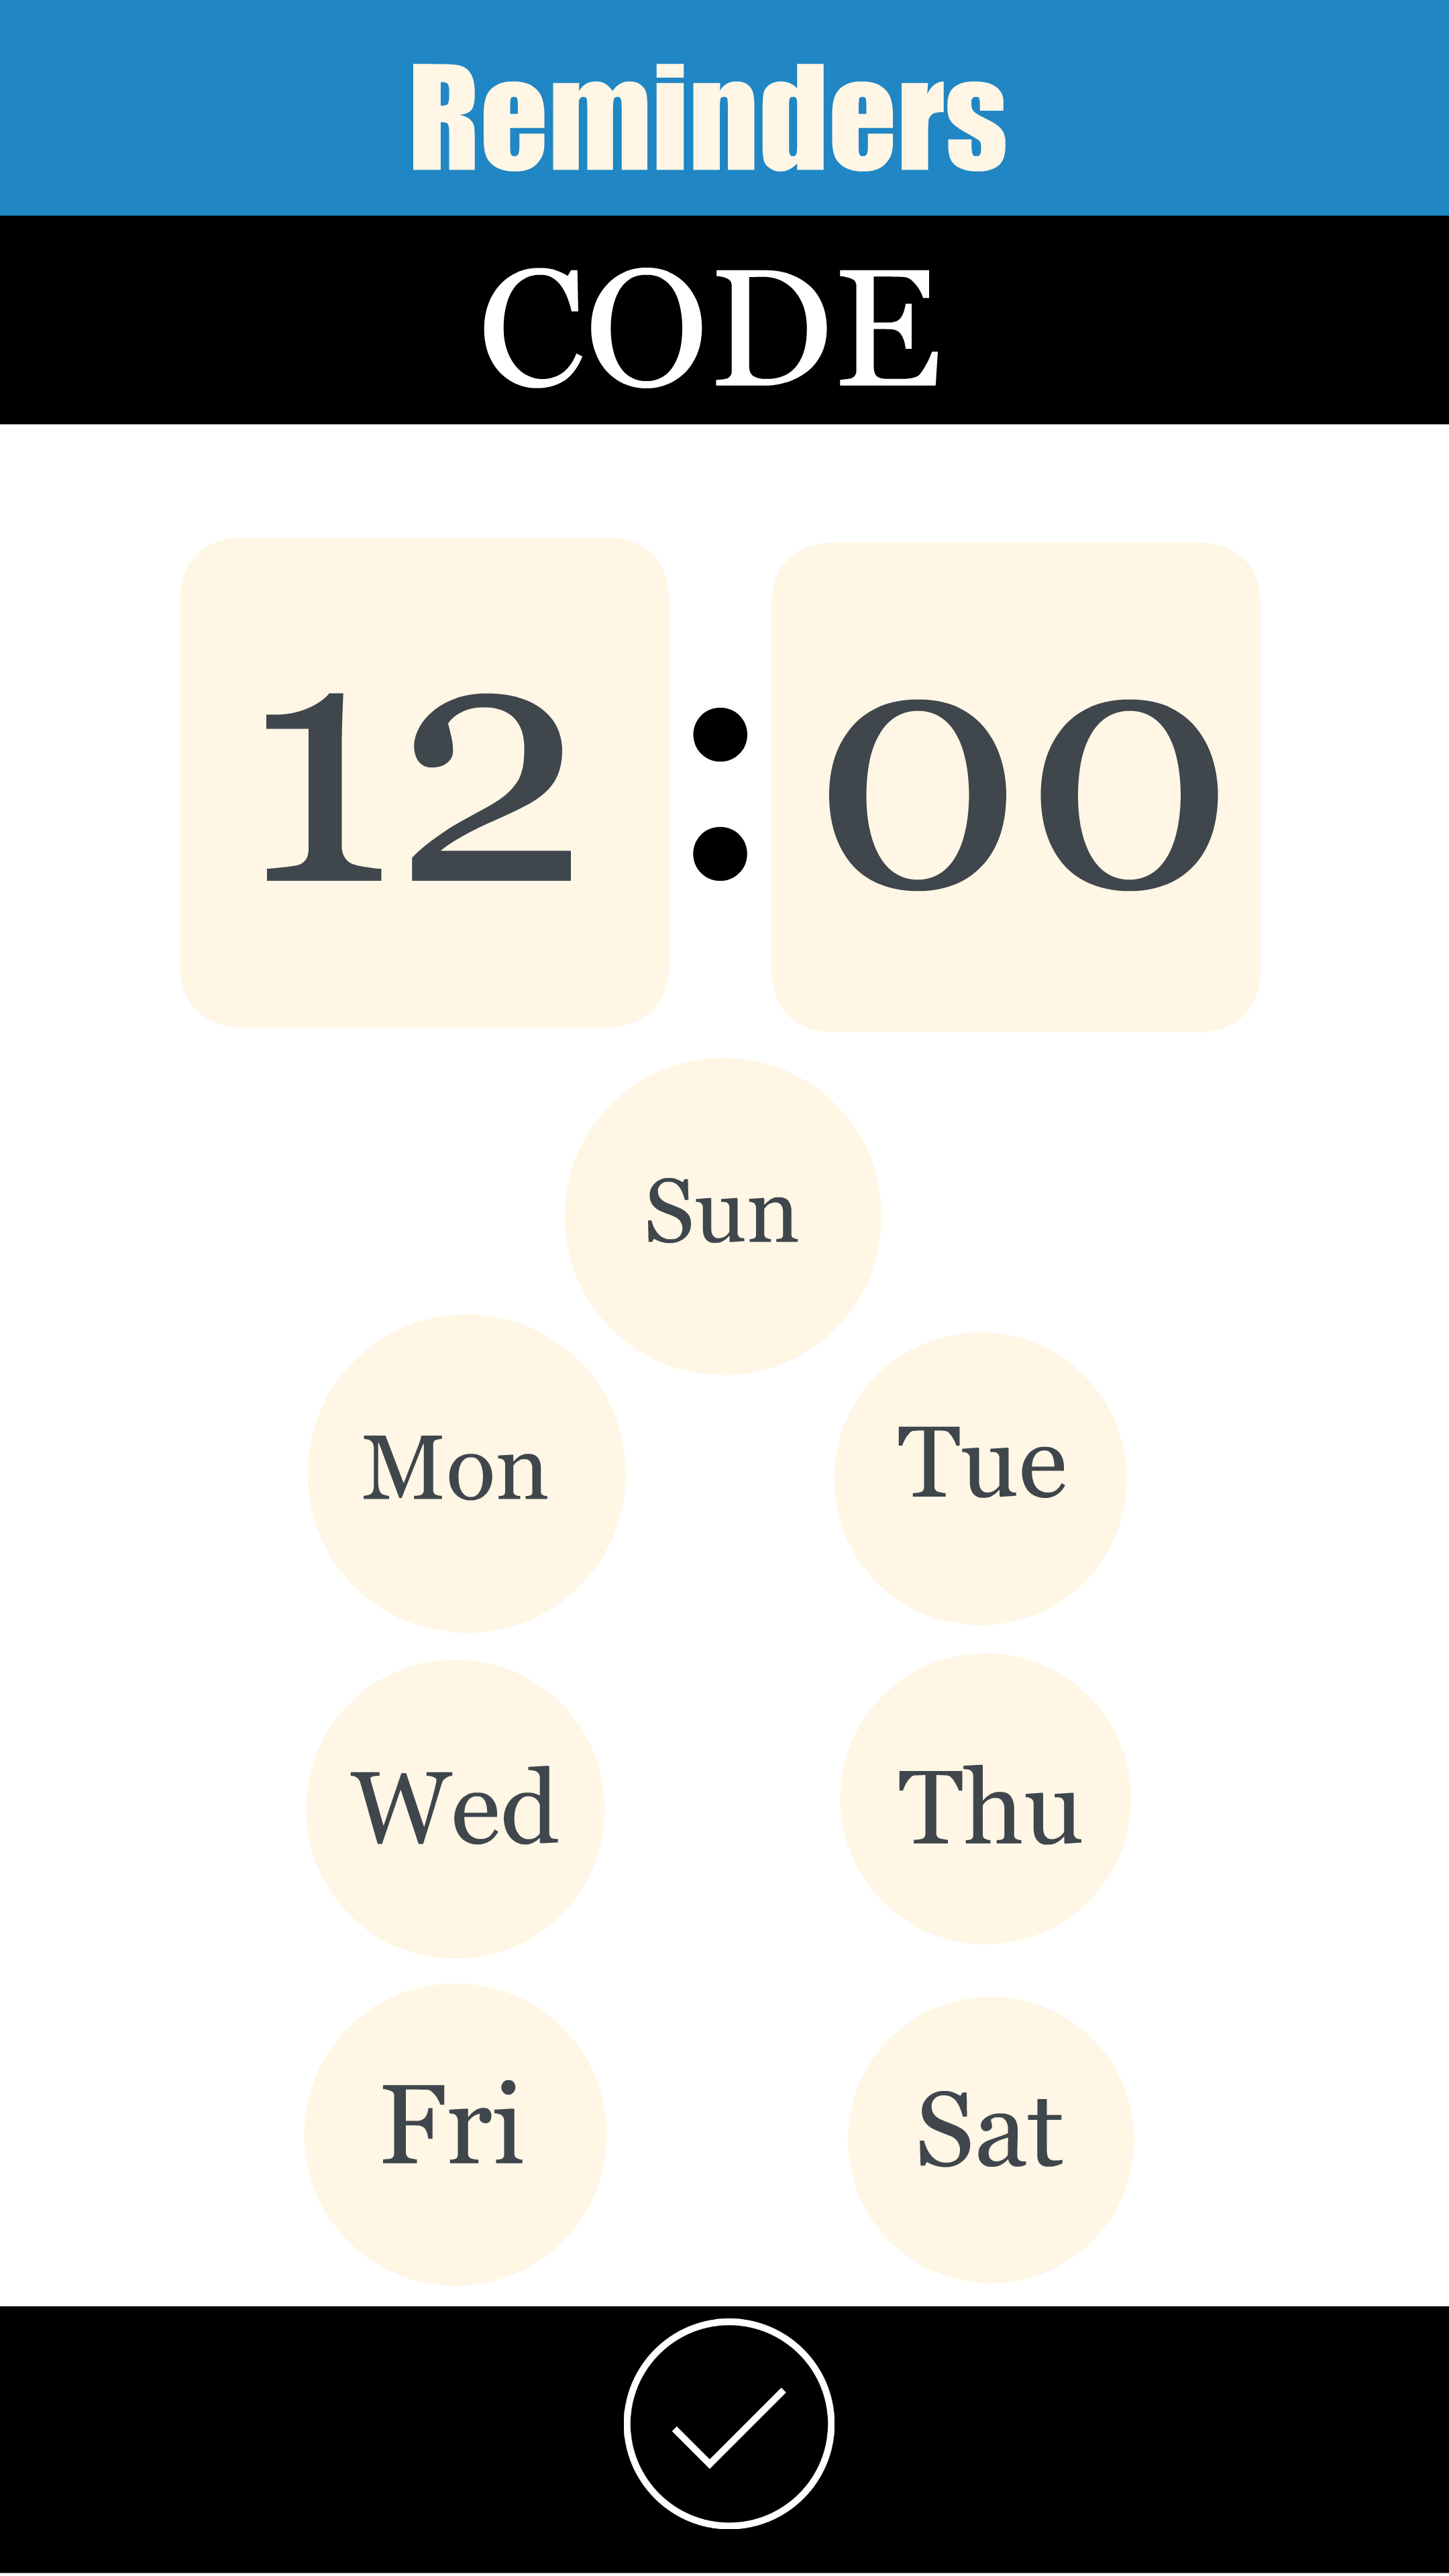 Reminders
CODE
12:00
Sun
Mon Tue
Wed Thu
Fri Sat